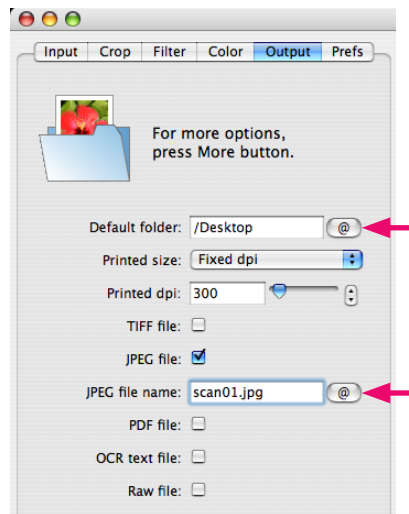 Input Crop Filter Color Output Prefs
For more options,
press More button.
Default folder: /Desktop @
Printed size: Fixed dpi
Printed dpi: 300
TIFF file:
JPEG file:
JPEG file name: scan01.jpg @
PDF file:
OCR text file:
Raw file: